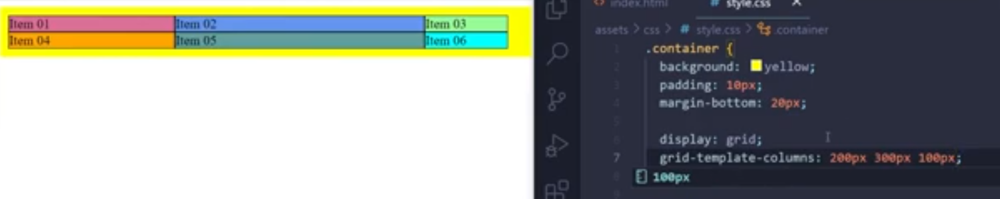 Item 01 Item 02 Item 03
Item 04 Item 05 Item 06
index.html # style.css
assets > css > # style.css > .container
1 .container {
2 background: yellow;
3 padding: 10px;
4 margin-bottom: 20px;
5
6 display: grid;
7 grid-template-columns: 200px 300px 100px;
8 100px
9